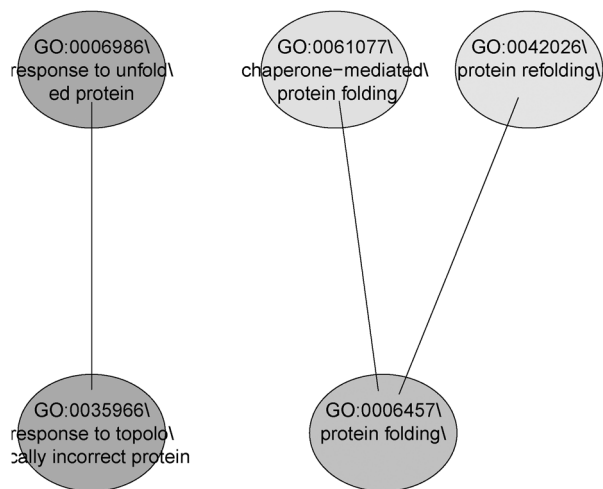 GO:0006986\
response to unfold\
ed protein
GO:0061077\
chaperone−mediated\
protein folding
GO:0042026\
protein refolding\
GO:0035966\
response to topolo\
cally incorrect protein
GO:0006457\
protein folding\